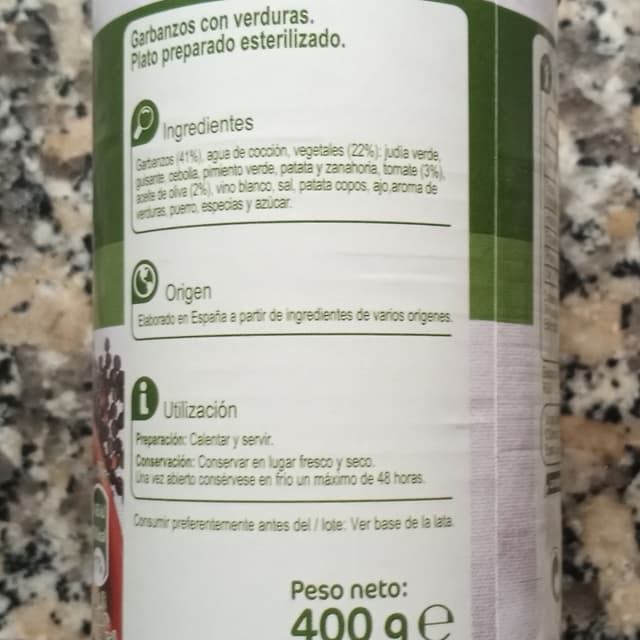 Garbanzos con verduras.
Plato preparado esterilizado.
Ingredientes
Garbanzos (41%), agua de cocción, vegetales (22%): judía verde,
guisante, cebolla, pimiento verde, patata y zanahoria, tomate (3%),
aceite de oliva (2%), vino blanco, sal, patata copos, ajo, aroma de
verduras, puerro, especias y azúcar.
Origen
Elaborado en España a partir de ingredientes de varios orígenes.
Utilización
Preparación: Calentar y servir.
Conservación: Conservar en lugar fresco y seco.
Una vez abierto consérvese en frío un máximo de 48 horas.
Consumir preferentemente antes del / lote: Ver base de la lata.
Peso neto:
400 g e